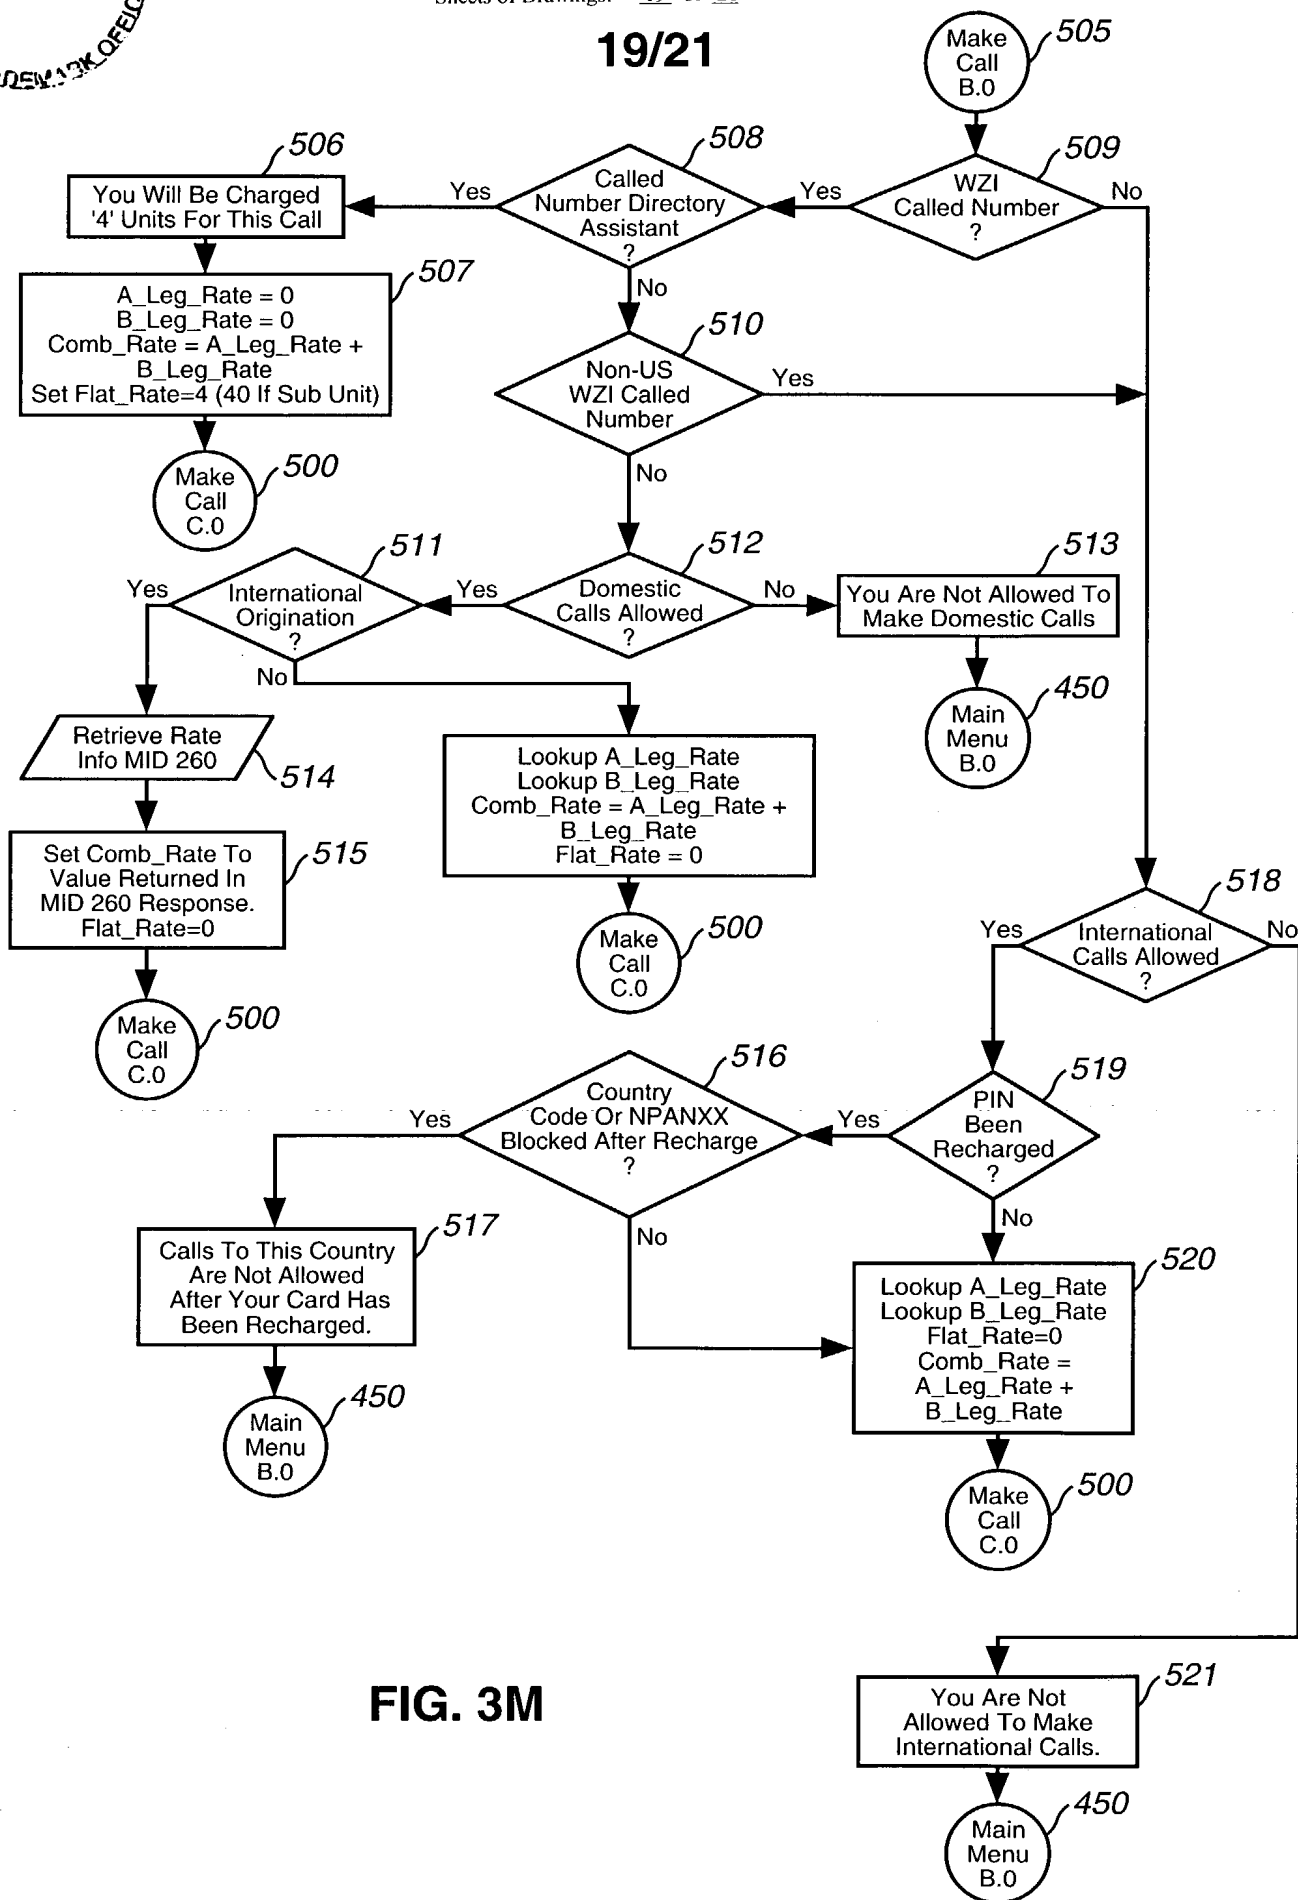 19/21
Make
Call
B.0
505
506
You Will Be Charged
'4' Units For This Call
Yes
508
Called
Number Directory
Assistant
?
Yes
509
WZI
Called Number
?
No
507
A_Leg_Rate = 0
B_Leg_Rate = 0
Comb_Rate = A_Leg_Rate +
B_Leg_Rate
Set Flat_Rate=4 (40 If Sub Unit)
No
510
Non-US
WZI Called
Number
Yes
Make
Call
C.0
500
No
511
International
Origination
?
Yes
Yes
512
Domestic
Calls Allowed
?
No
513
You Are Not Allowed To
Make Domestic Calls
No
Main
Menu
B.0
450
Retrieve Rate
Info MID 260
514
Lookup A_Leg_Rate
Lookup B_Leg_Rate
Comb_Rate = A_Leg_Rate +
B_Leg_Rate
Flat_Rate = 0
Set Comb_Rate To
Value Returned In
MID 260 Response.
Flat_Rate=0
515
Make
Call
C.0
500
518
Yes
International
Calls Allowed
?
No
Make
Call
C.0
500
516
Country
Code Or NPANXX
Blocked After Recharge
?
Yes
Yes
519
PIN
Been
Recharged
?
No
No
517
Calls To This Country
Are Not Allowed
After Your Card Has
Been Recharged.
520
Lookup A_Leg_Rate
Lookup B_Leg_Rate
Flat_Rate=0
Comb_Rate =
A_Leg_Rate +
B_Leg_Rate
Main
Menu
B.0
450
Make
Call
C.0
500
FIG. 3M
521
You Are Not
Allowed To Make
International Calls.
Main
Menu
B.0
450